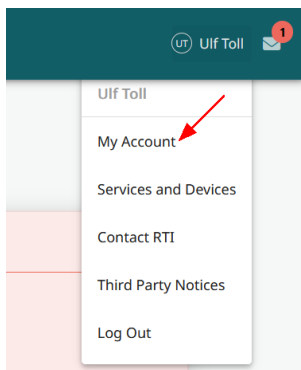 UT Ulf Toll 1
Ulf Toll
My Account
Services and Devices
Contact RTI
Third Party Notices
Log Out